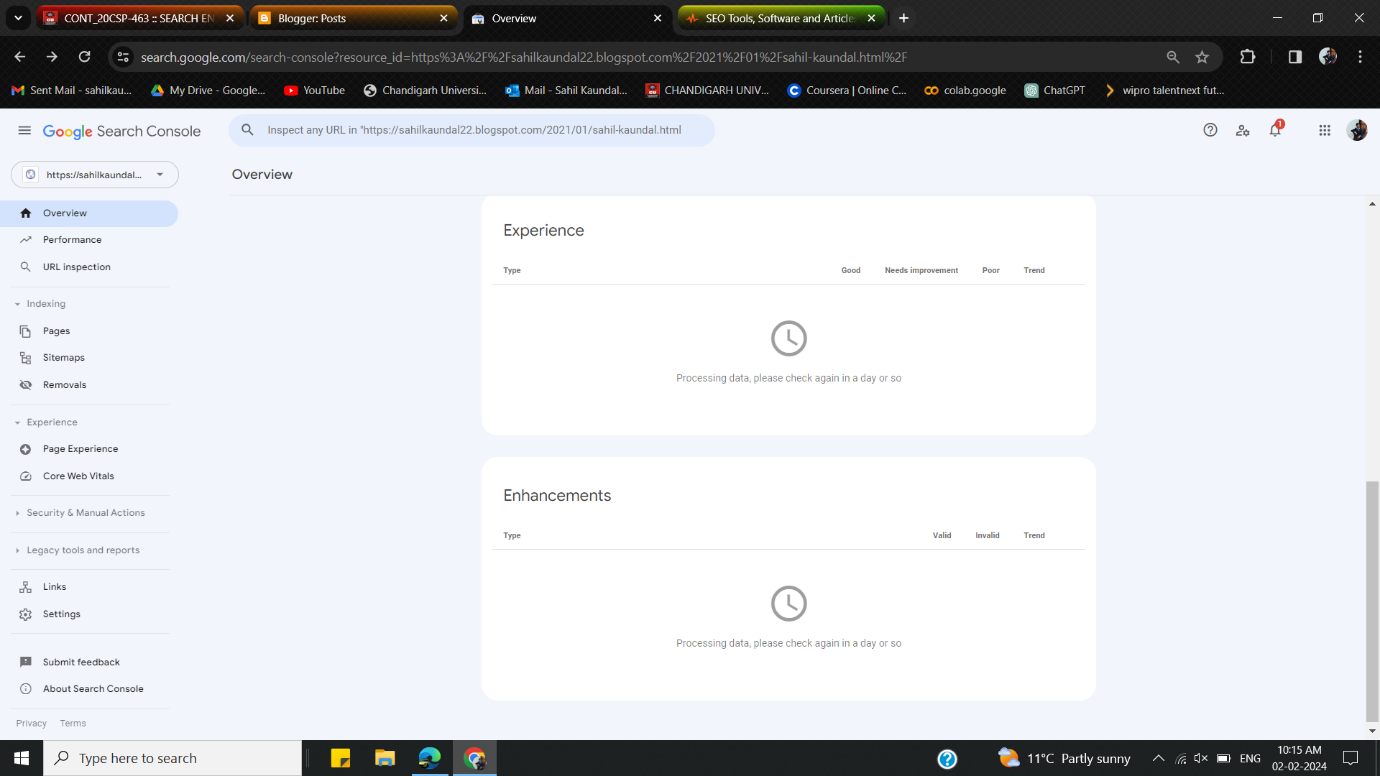 CONT_20CSP-463 :: SEARCH EN
Blogger: Posts
Overview
SEO Tools, Software and Article
search.google.com/search-console?resource_id=https%3A%2F%2Fsahilkaundal22.blogspot.com%2F2021%2F01%2Fsahil-kaundal.html%2F
Sent Mail - sahilkau...
My Drive - Google...
YouTube
Chandigarh Universi...
Mail - Sahil Kaundal...
CHANDIGARH UNIV...
Coursera | Online C...
colab.google
ChatGPT
wipro talentnext fut...
Google Search Console
Inspect any URL in "https://sahilkaundal22.blogspot.com/2021/01/sahil-kaundal.html
1
https://sahilkaundal...
Overview
Overview
Performance
URL inspection
Indexing
Pages
Sitemaps
Removals
Experience
Page Experience
Core Web Vitals
Security & Manual Actions
Legacy tools and reports
Links
Settings
Submit feedback
About Search Console
Privacy Terms
Experience
Type Good Needs improvement Poor Trend
Processing data, please check again in a day or so
Enhancements
Type Valid Invalid Trend
Processing data, please check again in a day or so
Type here to search
11°C Partly sunny
ENG
10:15 AM
02-02-2024